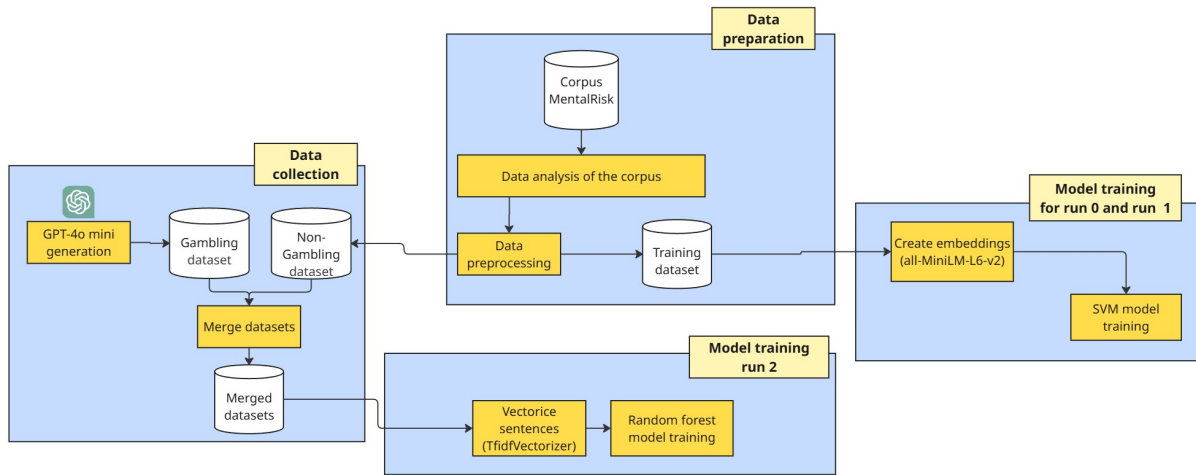 Data
preparation
Corpus
MentalRisk
Data analysis of the corpus
Data
preprocessing
Training
dataset
Data
collection
GPT-4o mini
generation
Gambling
dataset
Non-
Gambling
dataset
Merge datasets
Merged
datasets
Model training
for run 0 and run 1
Create embeddings
(all-MiniLM-L6-v2)
SVM model
training
Model training
run 2
Vectorice
sentences
(TfidfVectorizer)
Random forest
model training